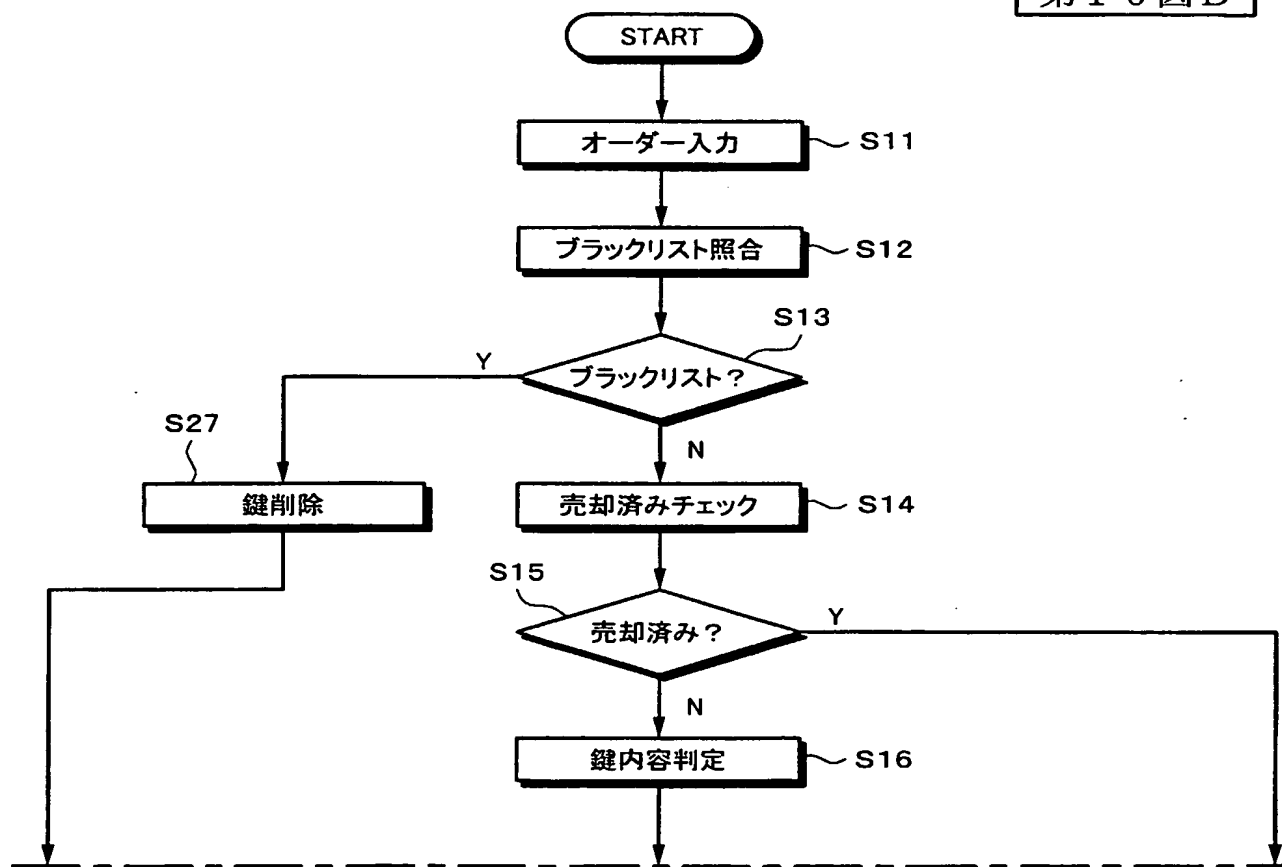 START
オーダー入力
S11
ブラックリスト照合
S12
S13
Y
ブラックリスト?
S27
N
鍵削除
売却済みチェック
S14
S15
Y
売却済み?
N
鍵内容判定
S16